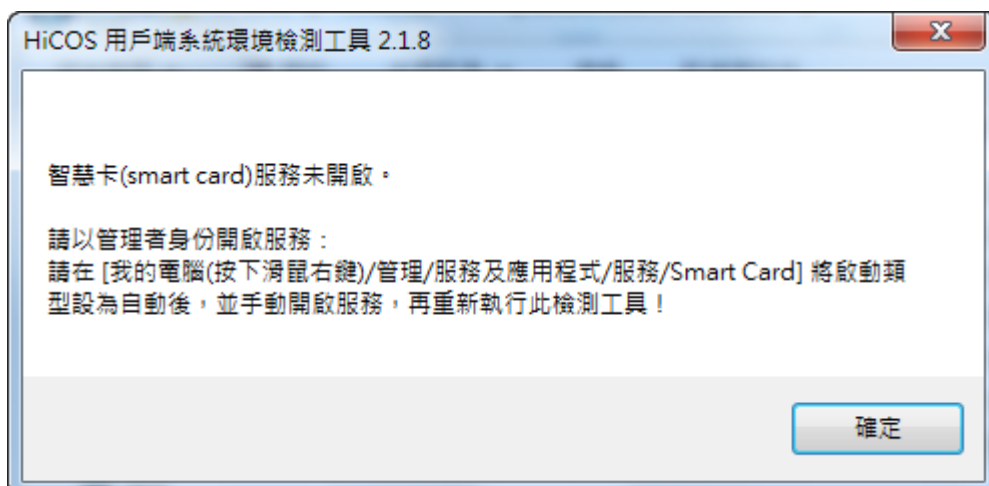 HiCOS 用戶端系統環境檢測工具 2.1.8
智慧卡(smart card)服務未開啟。
請以管理者身份開啟服務：
請在 [我的電腦(按下滑鼠右鍵)/管理/服務及應用程式/服務/Smart Card] 將啟動類
型設為自動後，並手動開啟服務，再重新執行此檢測工具！
確定